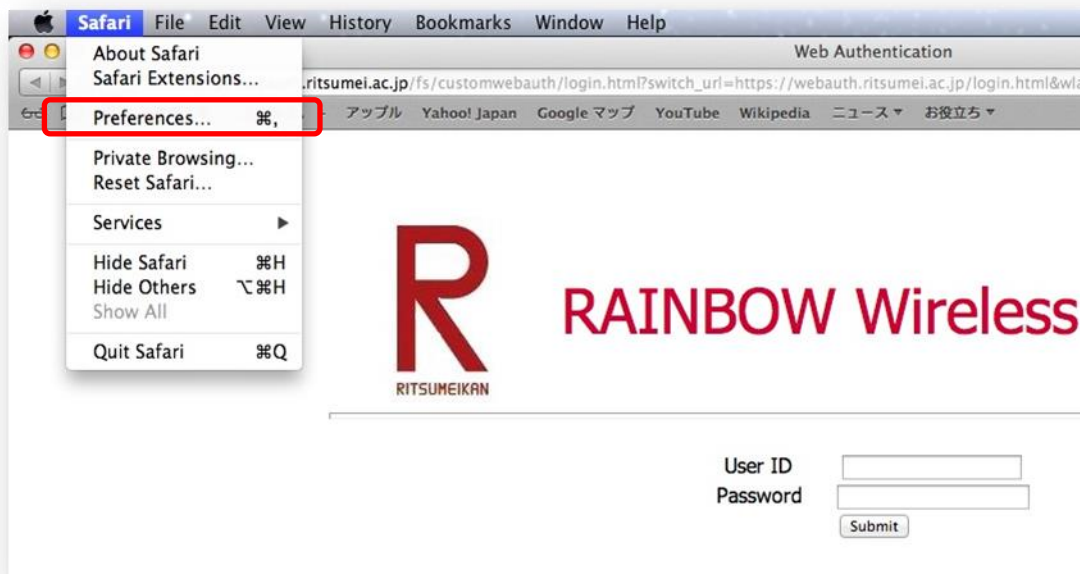 Safari File Edit View History Bookmarks Window Help
Web Authentication
.ritsumei.ac.jp/fs/customwebauth/login.html?switch_url=https://webauth.ritsumei.ac.jp/login.html&wla
アップル Yahoo! Japan Google マップ YouTube Wikipedia ニュース▼ お役立ち▼
About Safari
Safari Extensions...
Preferences... ⌘,
Private Browsing...
Reset Safari...
Services ▶
Hide Safari ⌘H
Hide Others ⌥⌘H
Show All
Quit Safari ⌘Q
R
RITSUMEIKAN
RAINBOW Wireless
User ID
Password
Submit